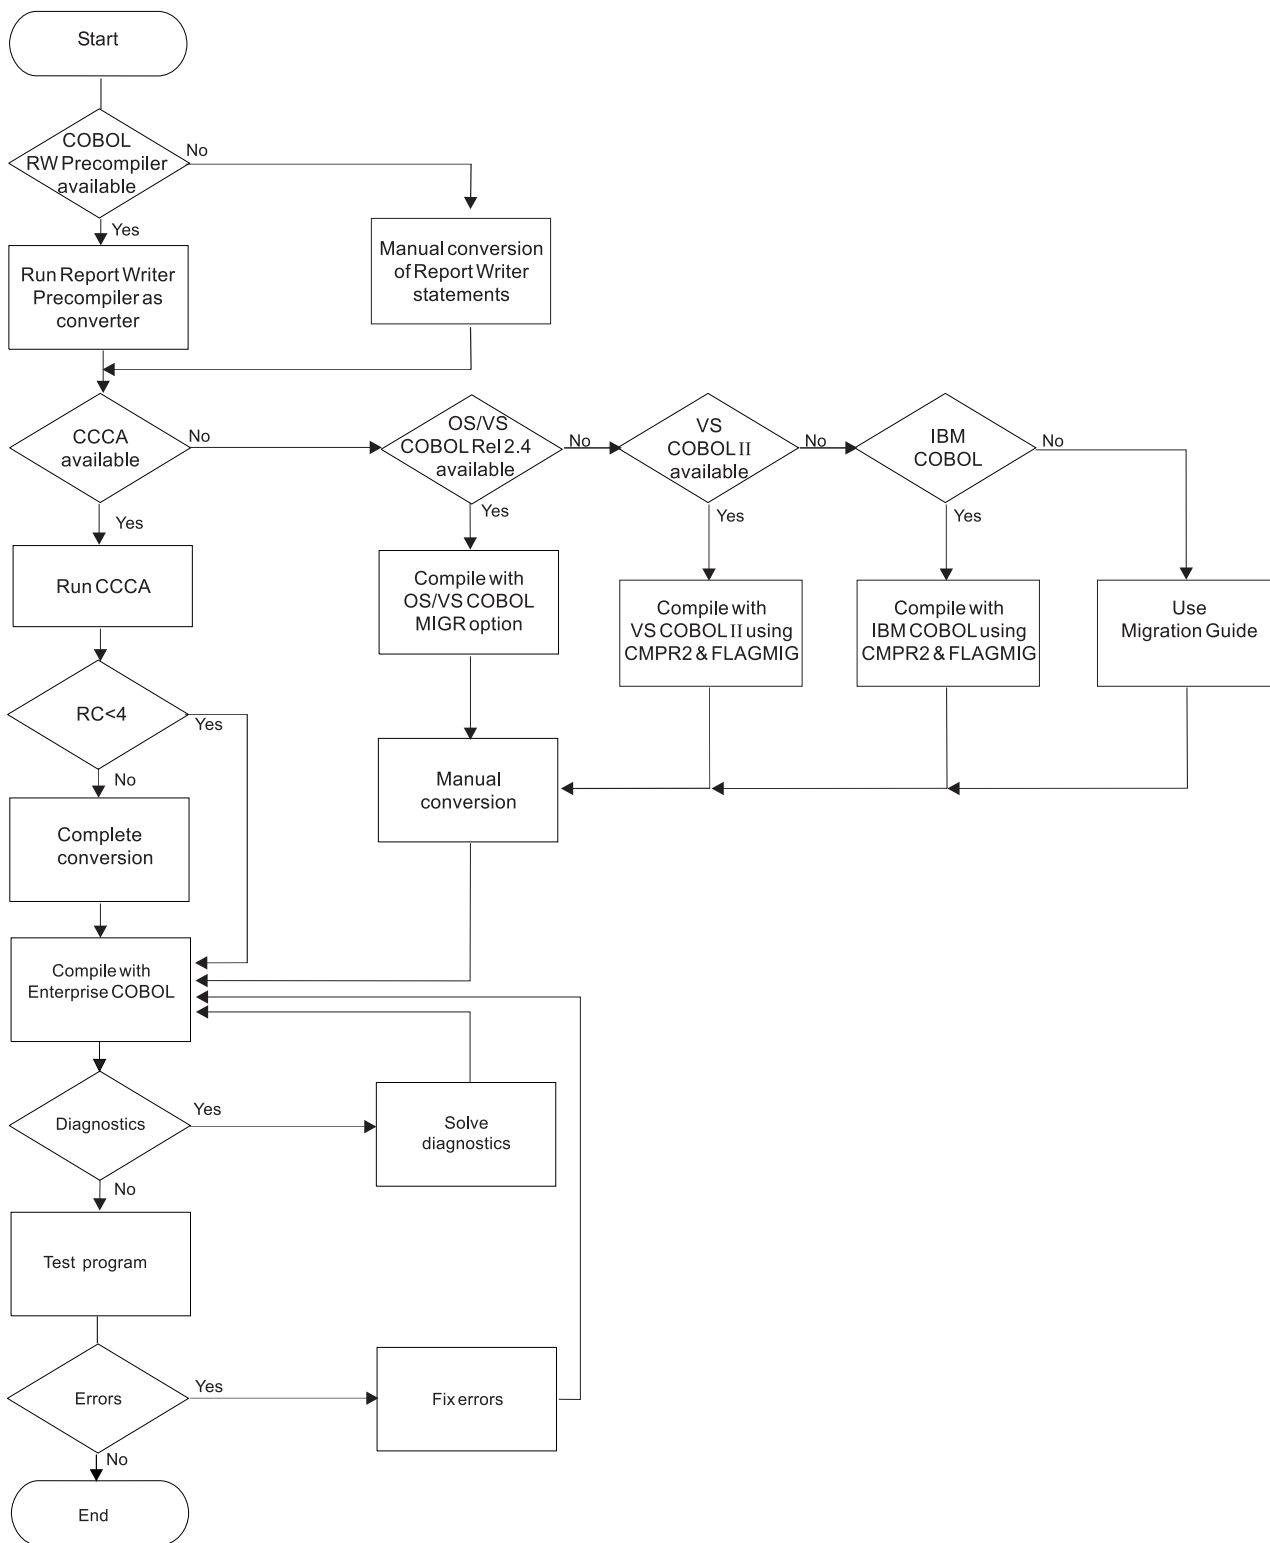 Start
COBOL
RW Precompiler
available
No
Yes
Run Report Writer
Precompiler as
converter
Manual conversion
of Report Writer
statements
CCCA
available
No
OS/VS
COBOL Rel 2.4
available
No
VS
COBOL II
available
No
IBM
COBOL
No
Yes
Yes
Yes
Yes
Run CCCA
Compile with
OS/VS COBOL
MIGR option
Compile with
VS COBOL II using
CMPR2 & FLAGMIG
Compile with
IBM COBOL using
CMPR2 & FLAGMIG
Use
Migration Guide
RC<4
Yes
No
Manual
conversion
Complete
conversion
Compile with
Enterprise COBOL
Diagnostics
Yes
Solve
diagnostics
No
Test program
Errors
Yes
Fix errors
No
End